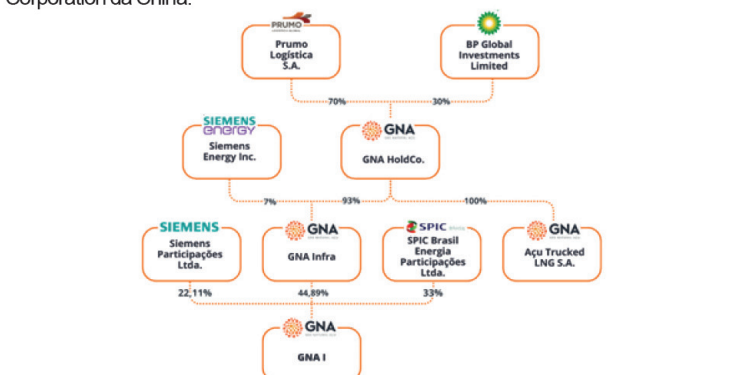 Corporation da China.
PRUMO
Prumo
Logística
S.A.
bp
BP Global
Investments
Limited
70%
30%
SIEMENS
energy
Siemens
Energy Inc.
GNA
GNA HoldCo.
7%
93%
100%
SIEMENS
Siemens
Participações
Ltda.
GNA
GNA Infra
SPIC
SPIC Brasil
Energia
Participações
Ltda.
GNA
Açu Trucked
LNG S.A.
22,11%
44,89%
33%
GNA
GNA I